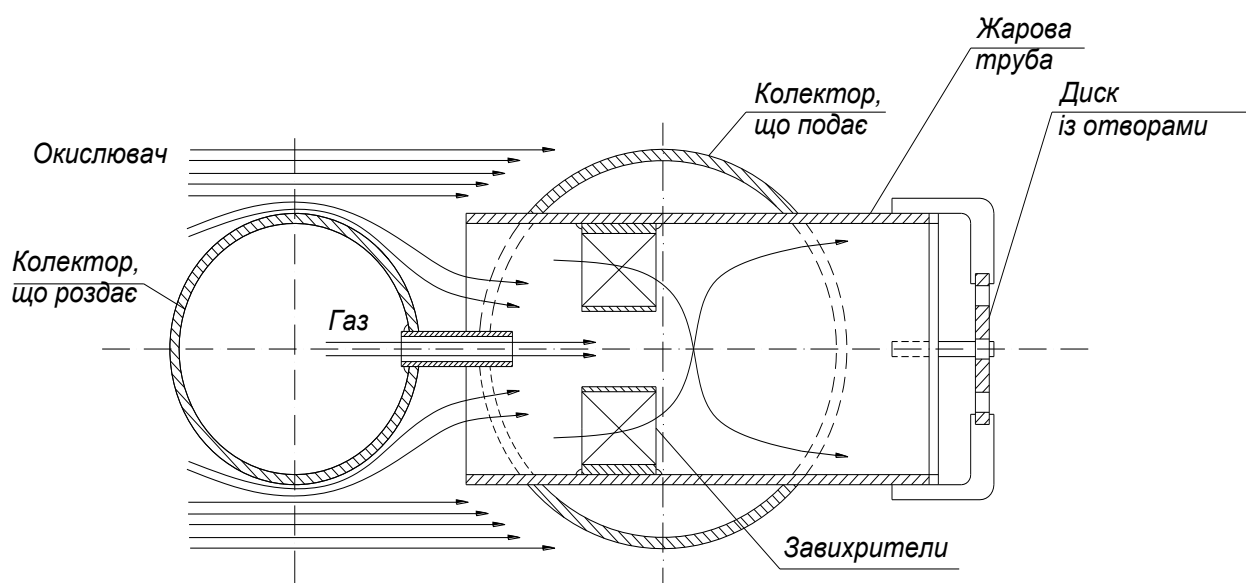 Жарова
труба
Колектор,
що подає
Диск
із отворами
Окислювач
Колектор,
що роздає
Газ
Завихрители